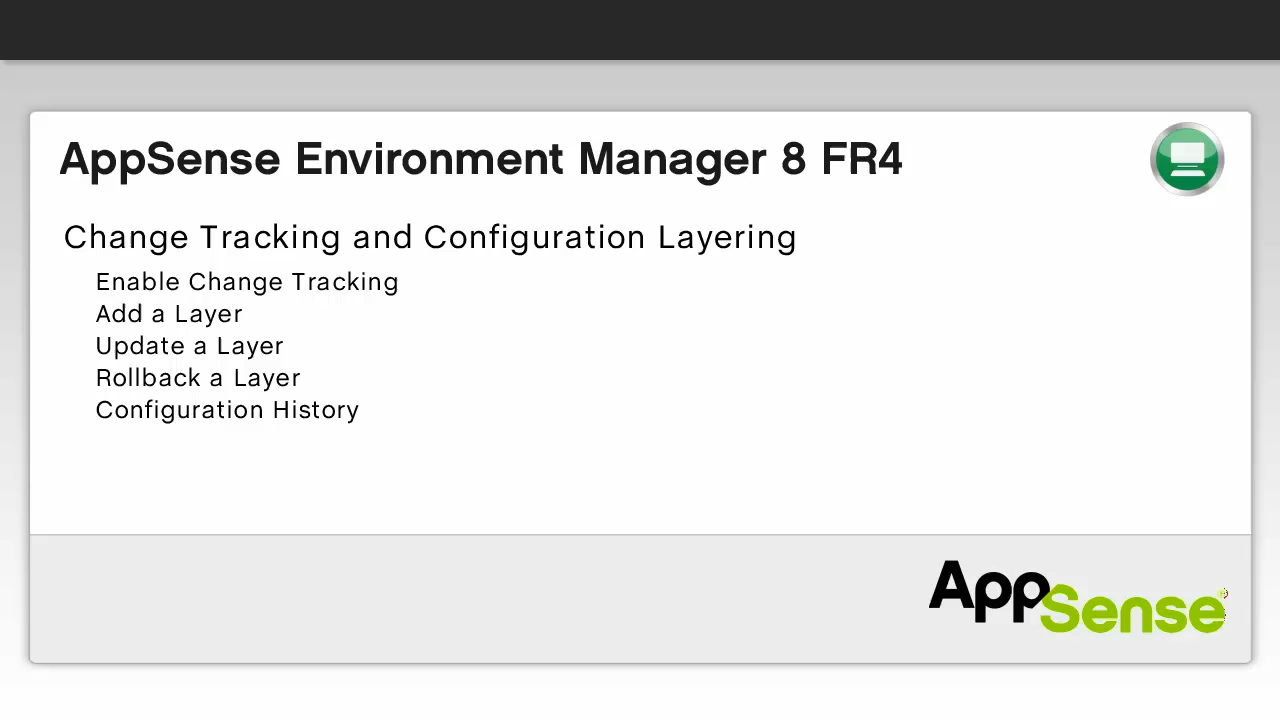 AppSense Environment Manager 8 FR4
Change Tracking and Configuration Layering
Enable Change Tracking
Add a Layer
Update a Layer
Rollback a Layer
Configuration History
AppSense